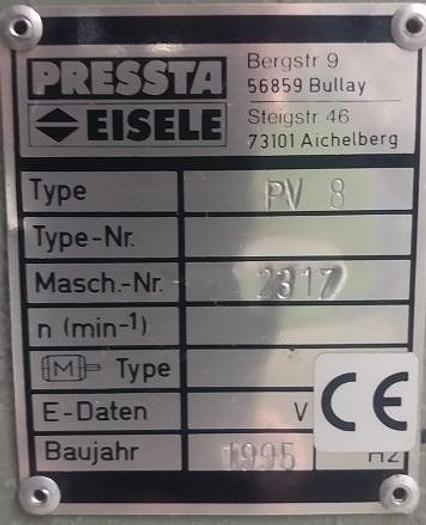 PRESSTA
EISELE
Bergstr 9
56859 Bullay
Steigstr 46
73101 Aichelberg
Type PV 8
Type-Nr.
Masch.-Nr. 2317
n (min-1)
M Type
E-Daten V
CE
Baujahr 1995 Hz